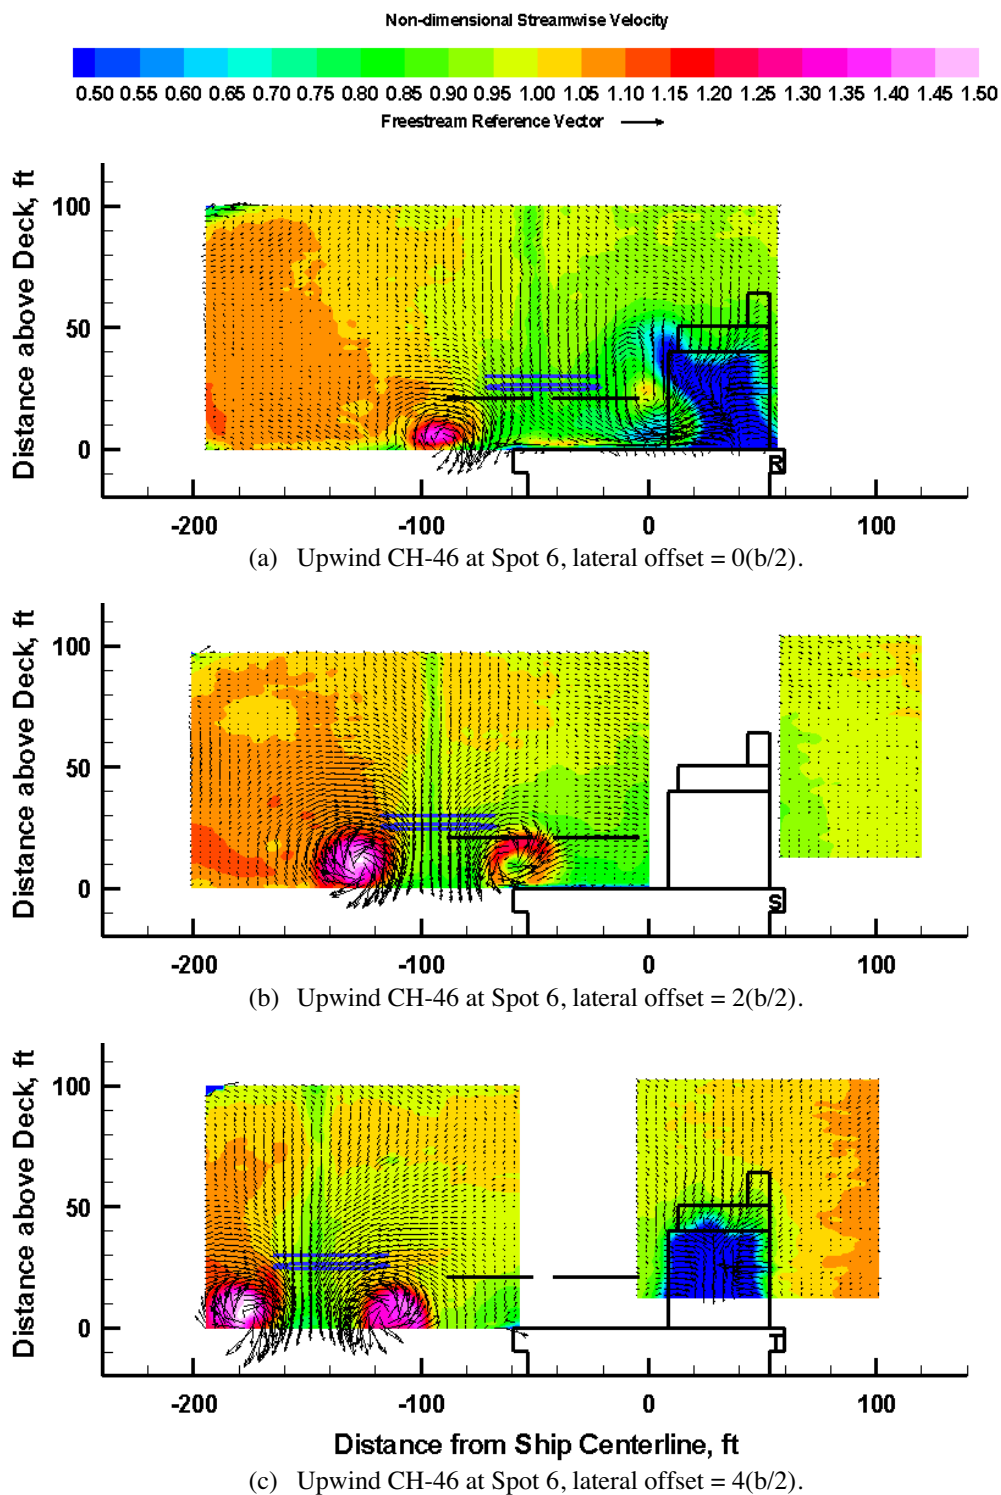 Non-dimensional Streamwise Velocity
0.50 0.55 0.60 0.65 0.70 0.75 0.80 0.85 0.90 0.95 1.00 1.05 1.10 1.15 1.20 1.25 1.30 1.35 1.40 1.45 1.50
Freestream Reference Vector
Distance above Deck, ft
100
50
0
R
-200 -100 0 100
(a) Upwind CH-46 at Spot 6, lateral offset = 0(b/2).
Distance above Deck, ft
100
50
0
S
-200 -100 0 100
(b) Upwind CH-46 at Spot 6, lateral offset = 2(b/2).
Distance above Deck, ft
100
50
0
T
-200 -100 0 100
Distance from Ship Centerline, ft
(c) Upwind CH-46 at Spot 6, lateral offset = 4(b/2).